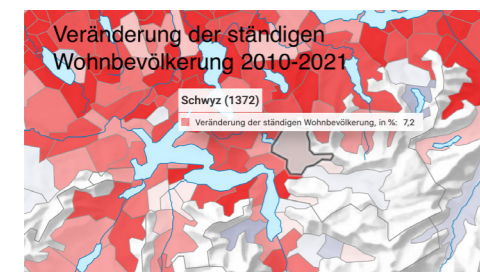 Veränderung der ständigen
Wohnbevölkerung 2010-2021
Schwyz (1372)
Veränderung der ständigen Wohnbevölkerung, in %: 7,2